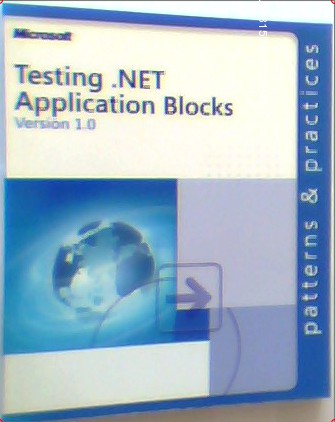 Microsoft
Testing .NET
Application Blocks
Version 1.0
patterns & practices